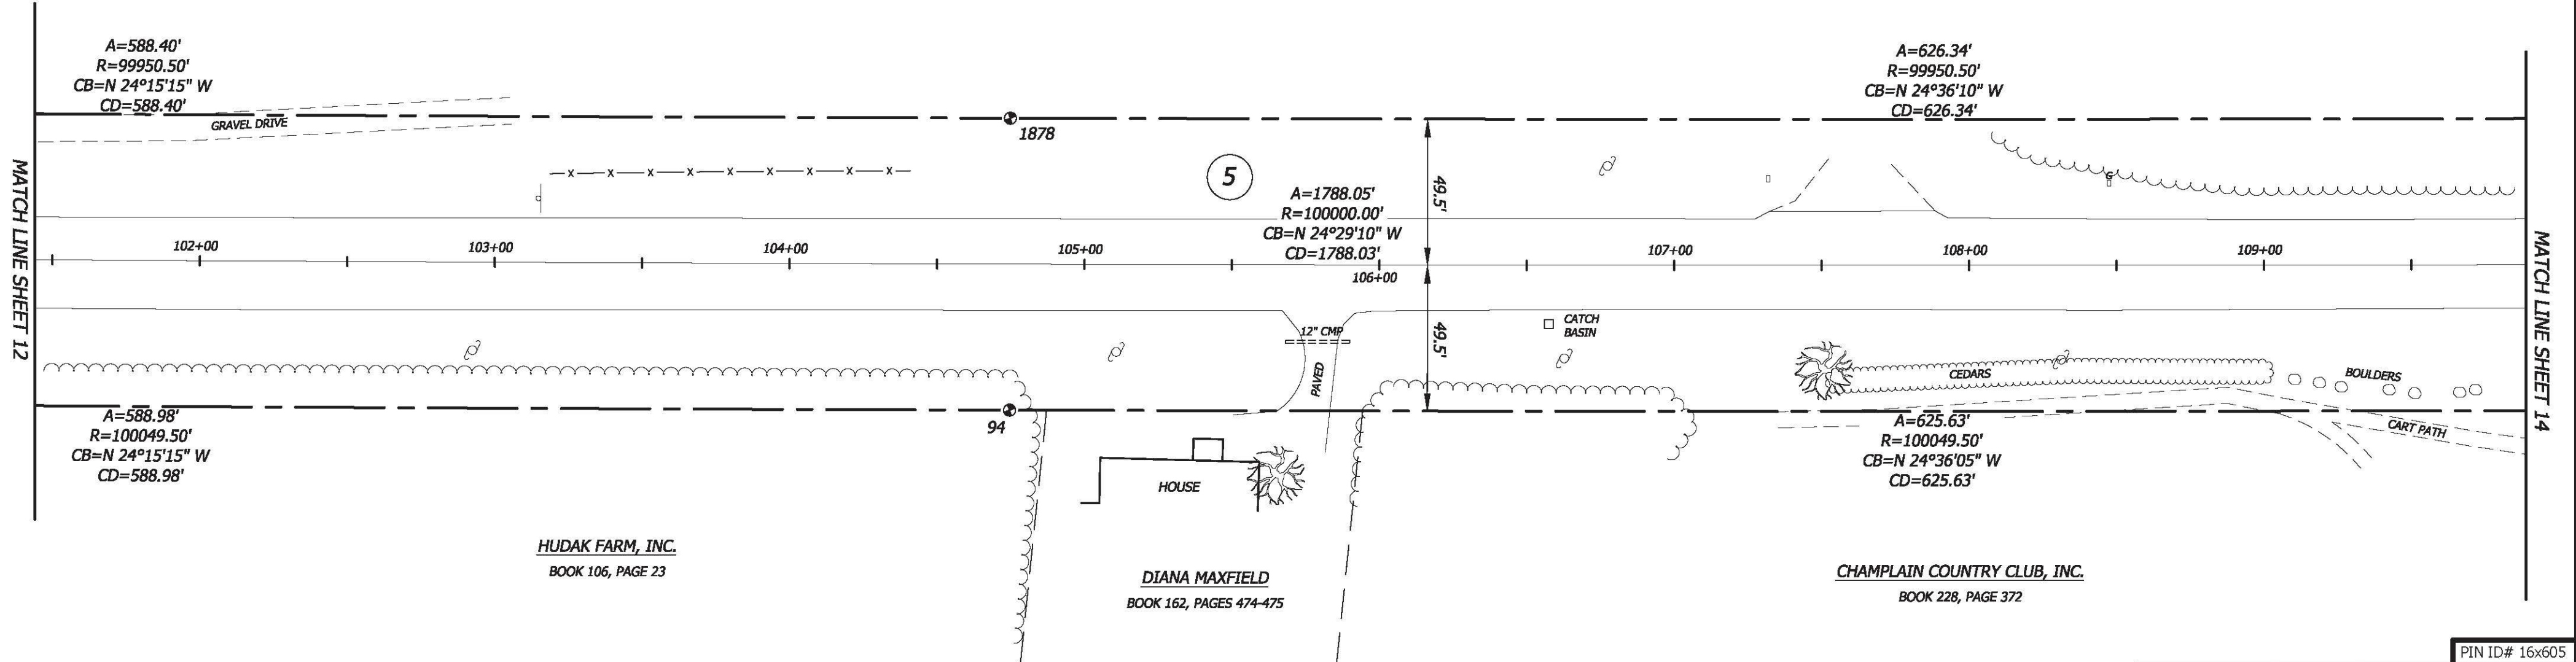 A=588.40'
R=99950.50'
CB=N 24°15'15" W
CD=588.40'
GRAVEL DRIVE
1878
A=626.34'
R=99950.50'
CB=N 24°36'10" W
CD=626.34'
MATCH LINE SHEET 12
x x x x x x x x x
5
A=1788.05'
R=100000.00'
CB=N 24°29'10" W
CD=1788.03'
49.5'
G
102+00
103+00
104+00
105+00
106+00
107+00
108+00
109+00
MATCH LINE SHEET 14
12" CMP
PAVED
49.5'
CATCH
BASIN
CEDARS
BOULDERS
CART PATH
A=588.98'
R=100049.50'
CB=N 24°15'15" W
CD=588.98'
94
HOUSE
A=625.63'
R=100049.50'
CB=N 24°36'05" W
CD=625.63'
HUDAK FARM, INC.
BOOK 106, PAGE 23
DIANA MAXFIELD
BOOK 162, PAGES 474-475
CHAMPLAIN COUNTRY CLUB, INC.
BOOK 228, PAGE 372
PIN ID# 16x605